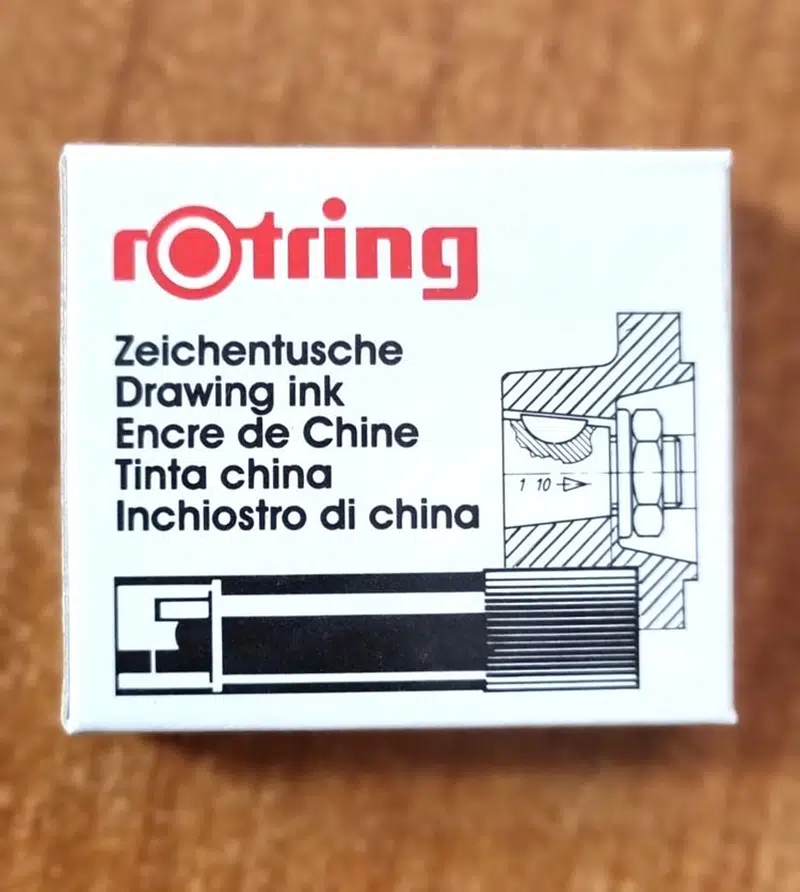 rotring
Zeichentusche
Drawing ink
Encre de Chine
Tinta china
Inchiostro di china
1 10